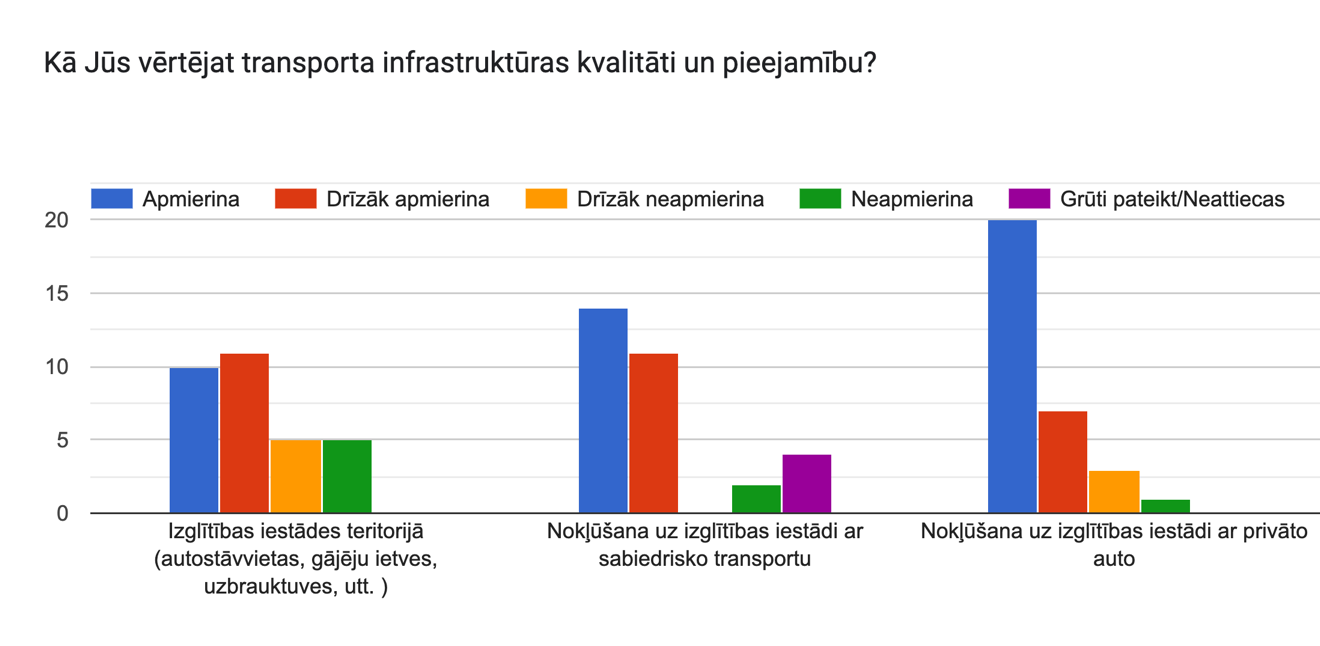 Kā Jūs vērtējat transporta infrastruktūras kvalitāti un pieejamību?
Apmierina Drīzāk apmierina Drīzāk neapmierina Neapmierina Grūti pateikt/Neattiecas
20
15
10
5
0
Izglītības iestādes teritorijā
(autostāvvietas, gājēju ietves,
uzbrauktuves, utt. )
Nokļūšana uz izglītības iestādi ar
sabiedrisko transportu
Nokļūšana uz izglītības iestādi ar privāto
auto